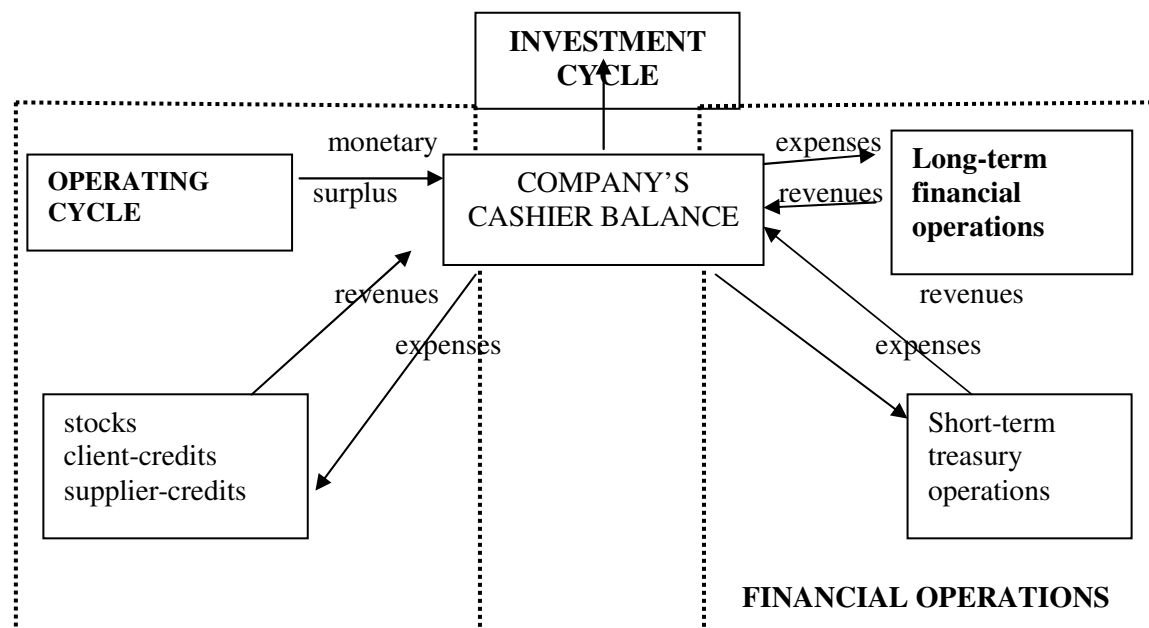 INVESTMENT
CYCLE
monetary
surplus
OPERATING
CYCLE
COMPANY'S
CASHIER BALANCE
expenses
revenues
Long-term
financial
operations
revenues
expenses
revenues
expenses
stocks
client-credits
supplier-credits
Short-term
treasury
operations
FINANCIAL OPERATIONS